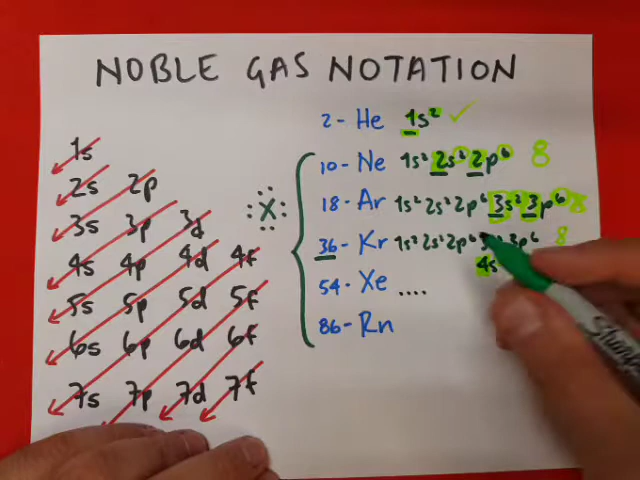 NOBLE GAS NOTATION
1s
2s 2p
3s 3p 3d
4s 4p 4d 4f
5s 5p 5d 5f
6s 6p 6d 6f
7s 7p 7d 7f
X
2 - He 1s² ✓
10 - Ne 1s² 2s² 2p⁶ 8
18 - Ar 1s² 2s² 2p⁶ 3s² 3p⁶ 8
36 - Kr 1s² 2s² 2p⁶ 3p⁶ 8
4s
54 - Xe ....
86 - Rn
Sharpie